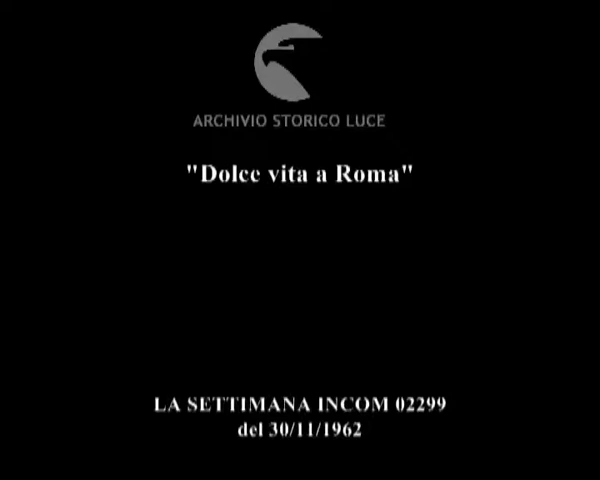 ARCHIVIO STORICO LUCE
"Dolce vita a Roma"
LA SETTIMANA INCOM 02299
del 30/11/1962